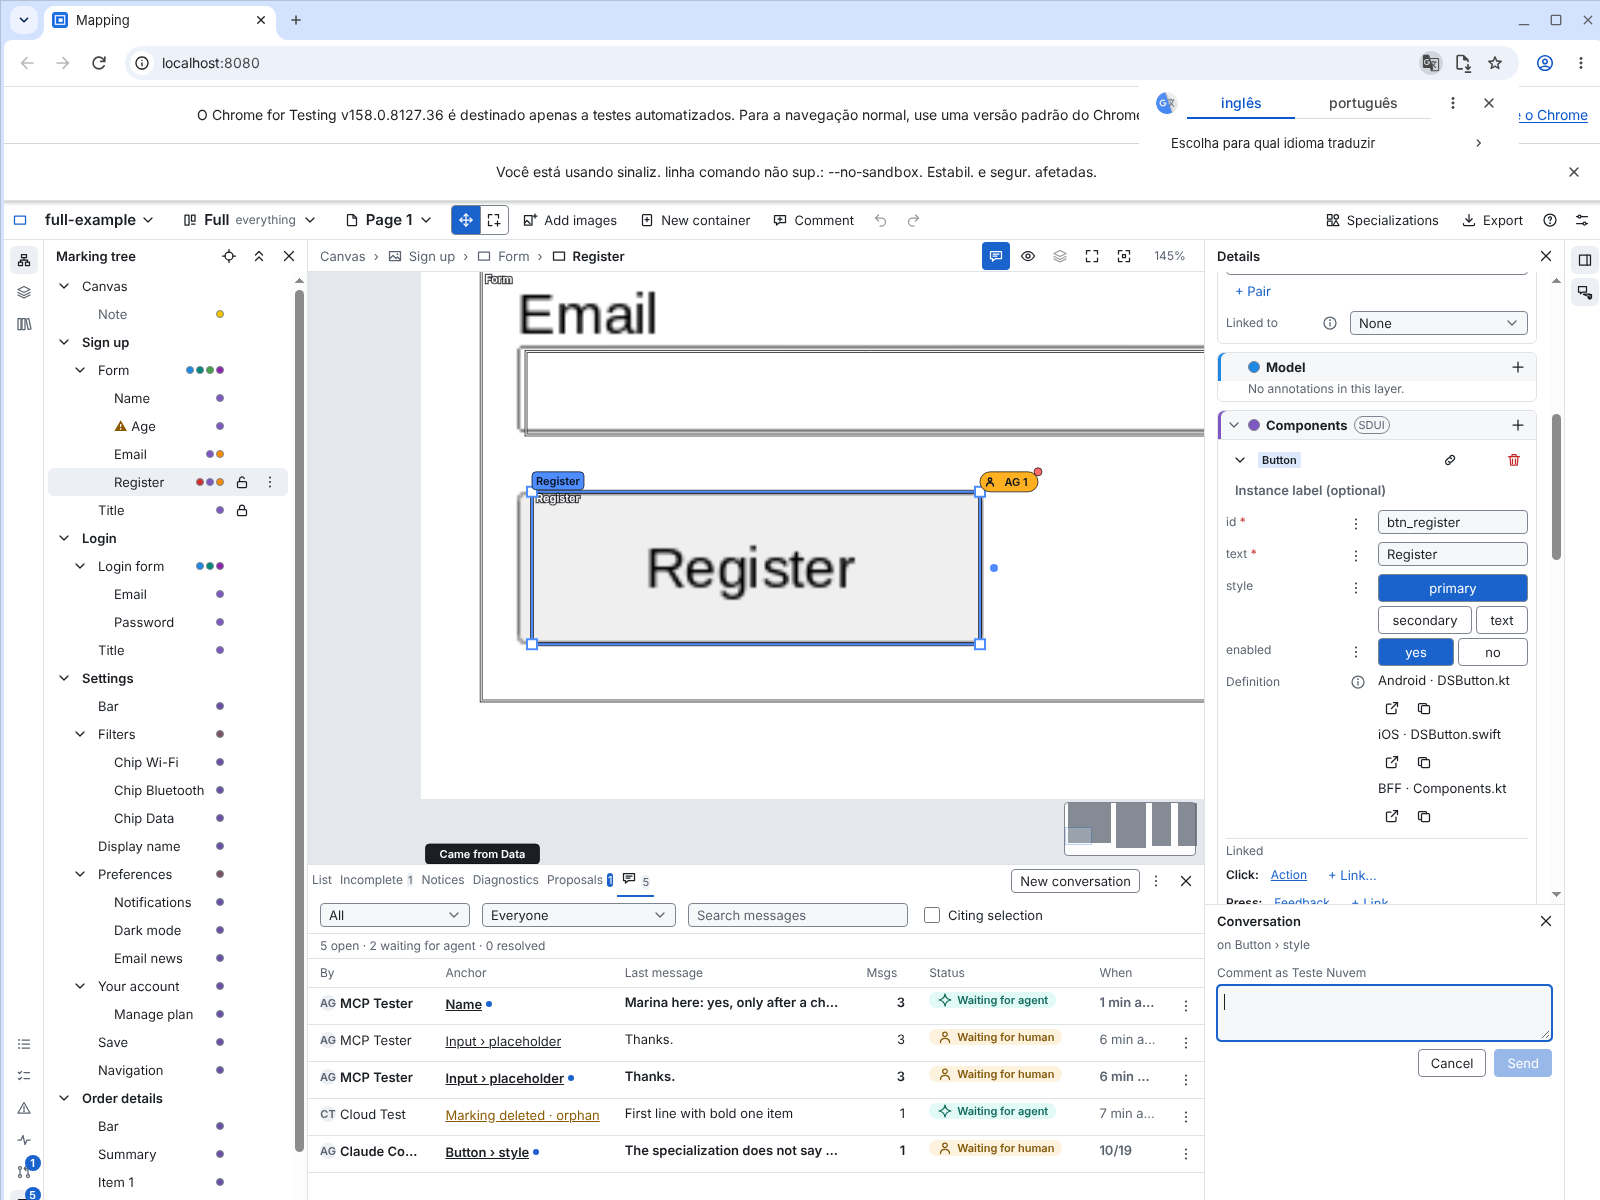 Mapping
localhost:8080
O Chrome for Testing v158.0.8127.36 é destinado apenas a testes automatizados. Para a navegação normal, use uma versão padrão do Chrome
e o Chrome
inglês
português
Escolha para qual idioma traduzir
Você está usando sinaliz. linha comando não sup.: --no-sandbox. Estabil. e segur. afetadas.
full-example
Full everything
Page 1
Add images
New container
Comment
Specializations
Export
Marking tree
Canvas
Note
Sign up
Form
Name
Age
Email
Register
Title
Login
Login form
Email
Password
Title
Settings
Bar
Filters
Chip Wi-Fi
Chip Bluetooth
Chip Data
Display name
Preferences
Notifications
Dark mode
Email news
Your account
Manage plan
Save
Navigation
Order details
Bar
Summary
Item 1
1
5
Canvas › Sign up › Form › Register
145%
Form
Email
Register
Register
AG 1
Register
Came from Data
List
Incomplete 1
Notices
Diagnostics
Proposals 1
5
New conversation
All
Everyone
Search messages
Citing selection
5 open · 2 waiting for agent · 0 resolved
By Anchor Last message Msgs Status When
AG MCP Tester Name Marina here: yes, only after a ch... 3 Waiting for agent 1 min a...
AG MCP Tester Input › placeholder Thanks. 3 Waiting for human 6 min a...
AG MCP Tester Input › placeholder Thanks. 3 Waiting for human 6 min ...
CT Cloud Test Marking deleted · orphan First line with bold one item 1 Waiting for agent 7 min a...
AG Claude Co... Button › style The specialization does not say ... 1 Waiting for human 10/19
Details
+ Pair
Linked to None
Model
No annotations in this layer.
Components SDUI
Button
Instance label (optional)
id * btn_register
text * Register
style primary
secondary text
enabled yes no
Definition Android · DSButton.kt
iOS · DSButton.swift
BFF · Components.kt
Linked
Click: Action + Link...
Press: Feedback + Link
Conversation
on Button › style
Comment as Teste Nuvem
Cancel Send